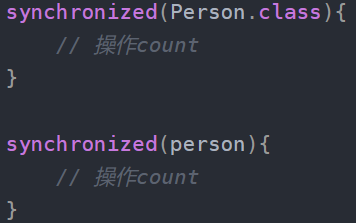 synchronized(Person.class){
    // 操作count
}

synchronized(person){
    // 操作count
}